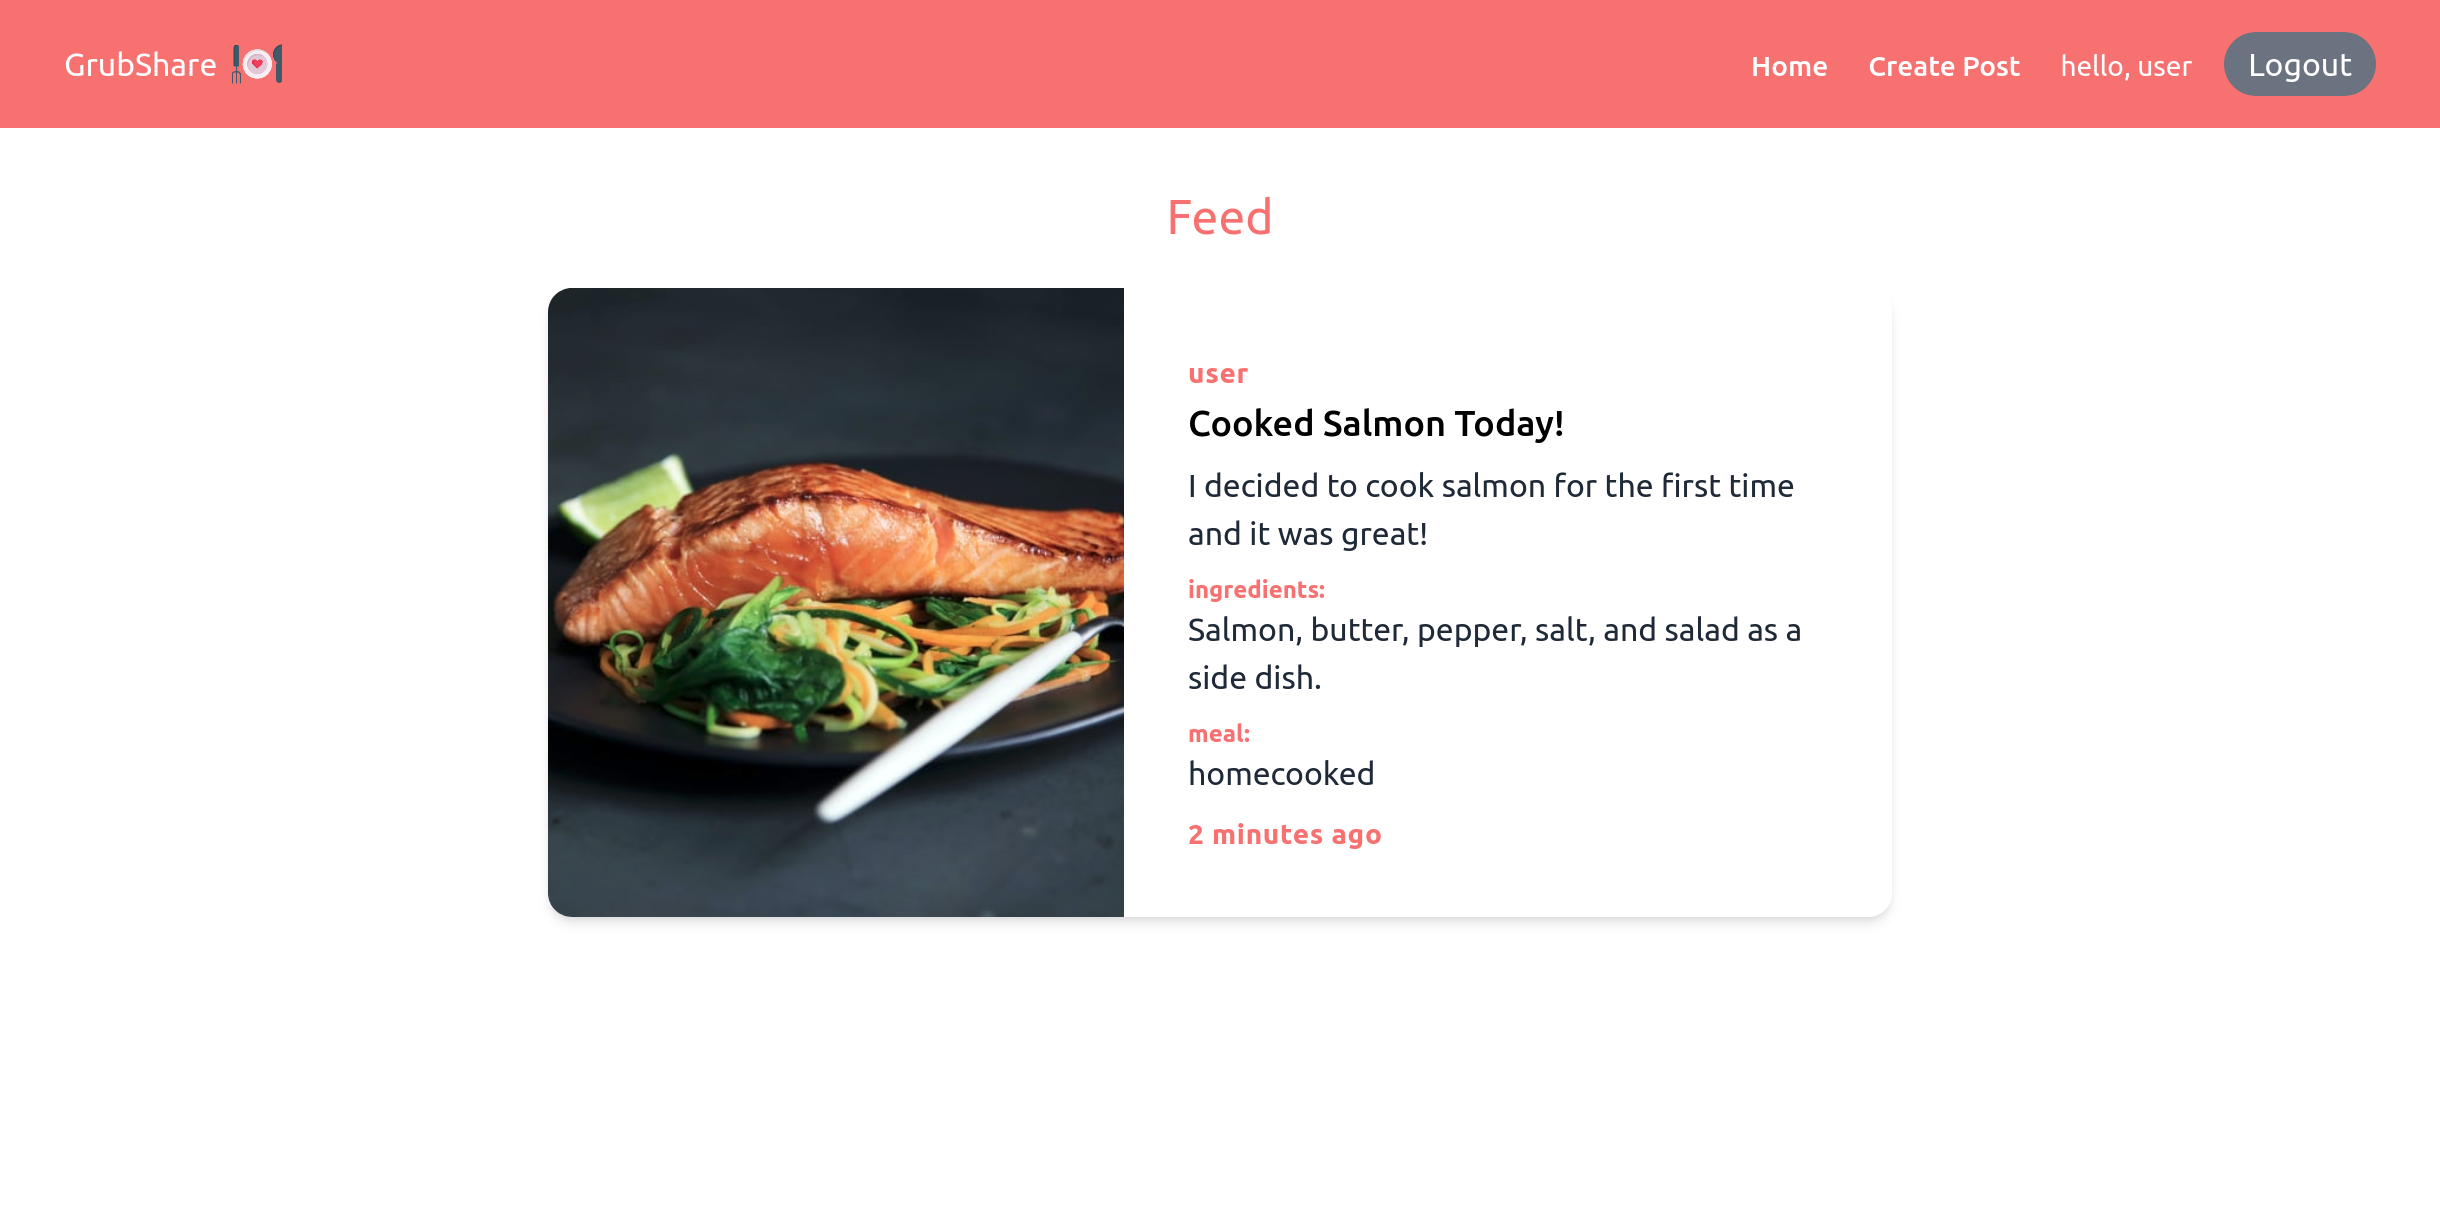 GrubShare
Home
Create Post
hello, user
Logout
Feed
user
Cooked Salmon Today!
I decided to cook salmon for the first time
and it was great!
ingredients:
Salmon, butter, pepper, salt, and salad as a
side dish.
meal:
homecooked
2 minutes ago